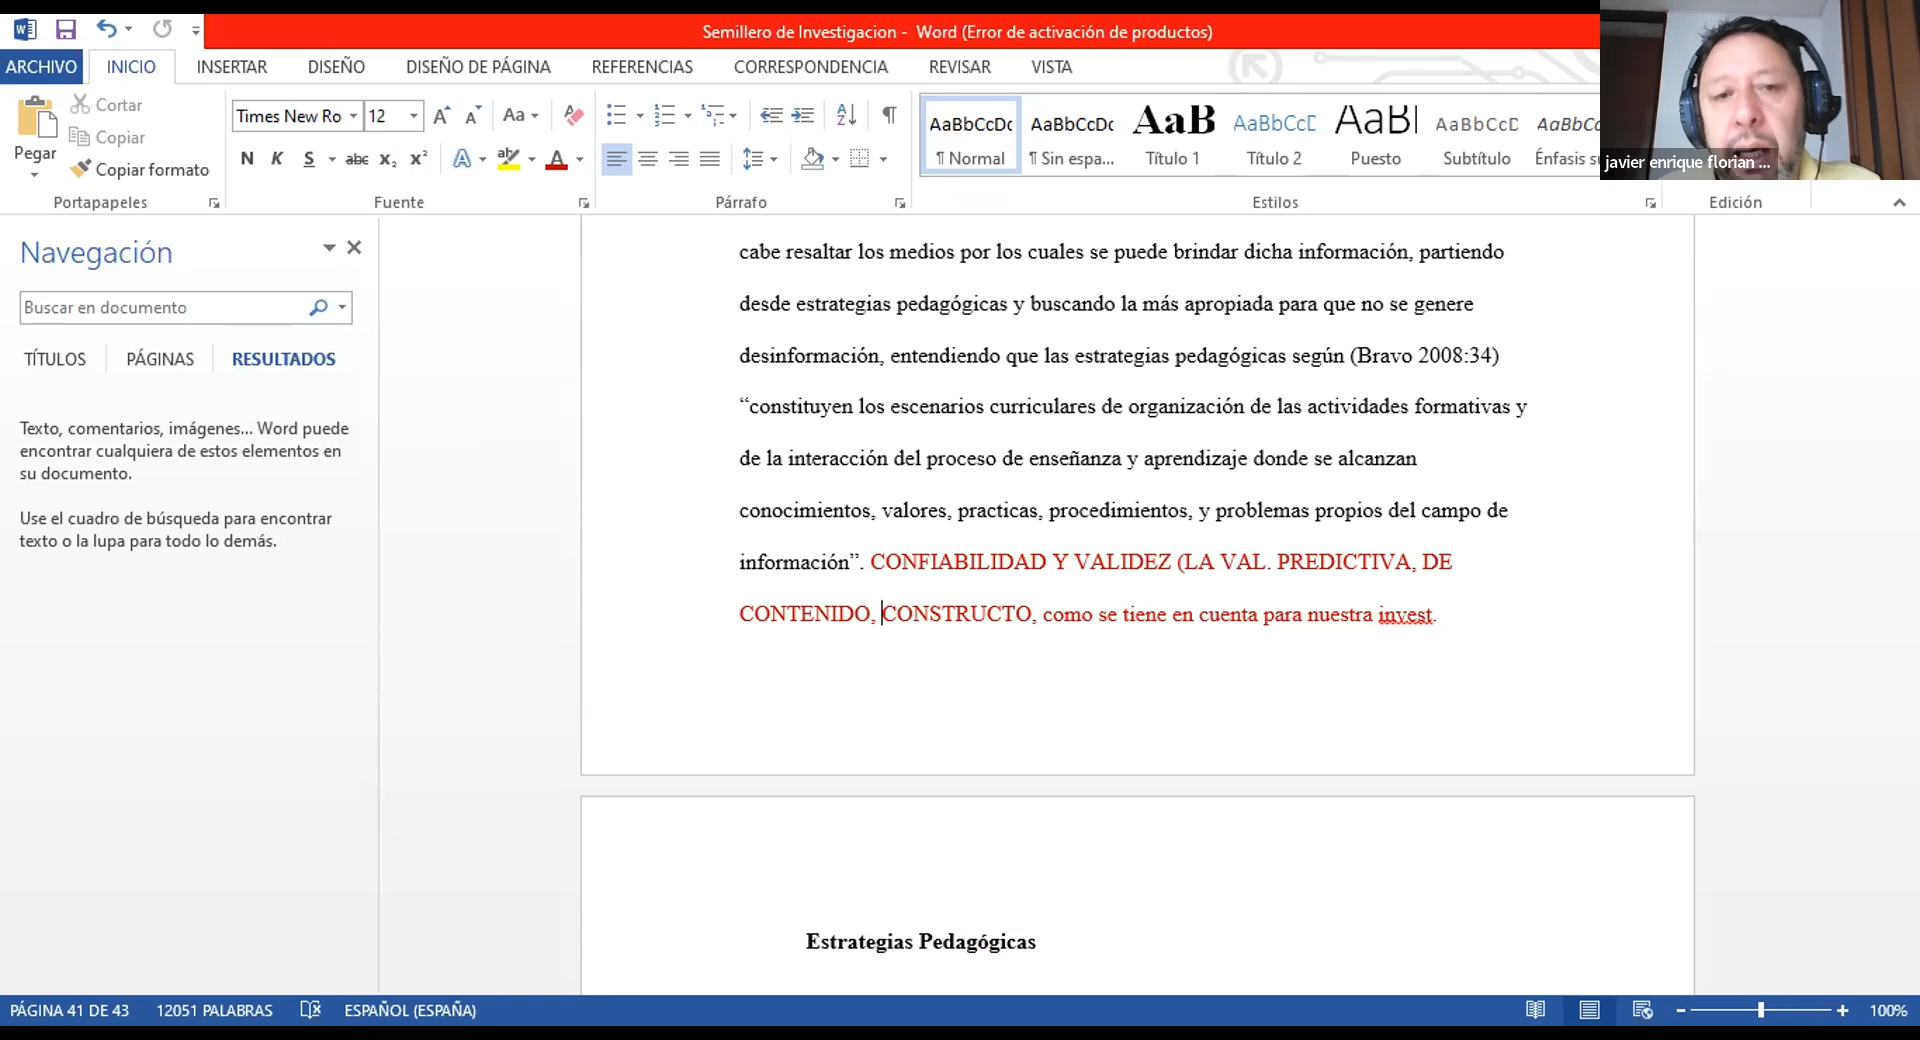 Semillero de Investigacion - Word (Error de activación de productos)
ARCHIVO INICIO INSERTAR DISEÑO DISEÑO DE PÁGINA REFERENCIAS CORRESPONDENCIA REVISAR VISTA
Pegar
Cortar
Copiar
Copiar formato
Portapapeles
Times New Ro 12
Aa
N K S abc x₂ x² A A
Fuente
Párrafo
AaBbCcDc AaBbCcDc AaB AaBbCcD AaB AaBbCcD AaBbCc
¶ Normal ¶ Sin espa... Título 1 Título 2 Puesto Subtítulo Énfasis s
Estilos
Edición
javier enrique florian ...
Navegación
Buscar en documento
TÍTULOS PÁGINAS RESULTADOS
Texto, comentarios, imágenes... Word puede
encontrar cualquiera de estos elementos en
su documento.
Use el cuadro de búsqueda para encontrar
texto o la lupa para todo lo demás.
cabe resaltar los medios por los cuales se puede brindar dicha información, partiendo
desde estrategias pedagógicas y buscando la más apropiada para que no se genere
desinformación, entendiendo que las estrategias pedagógicas según (Bravo 2008:34)
“constituyen los escenarios curriculares de organización de las actividades formativas y
de la interacción del proceso de enseñanza y aprendizaje donde se alcanzan
conocimientos, valores, practicas, procedimientos, y problemas propios del campo de
información”. CONFIABILIDAD Y VALIDEZ (LA VAL. PREDICTIVA, DE
CONTENIDO, CONSTRUCTO, como se tiene en cuenta para nuestra invest.
Estrategias Pedagógicas
PÁGINA 41 DE 43 12051 PALABRAS ESPAÑOL (ESPAÑA) 100%